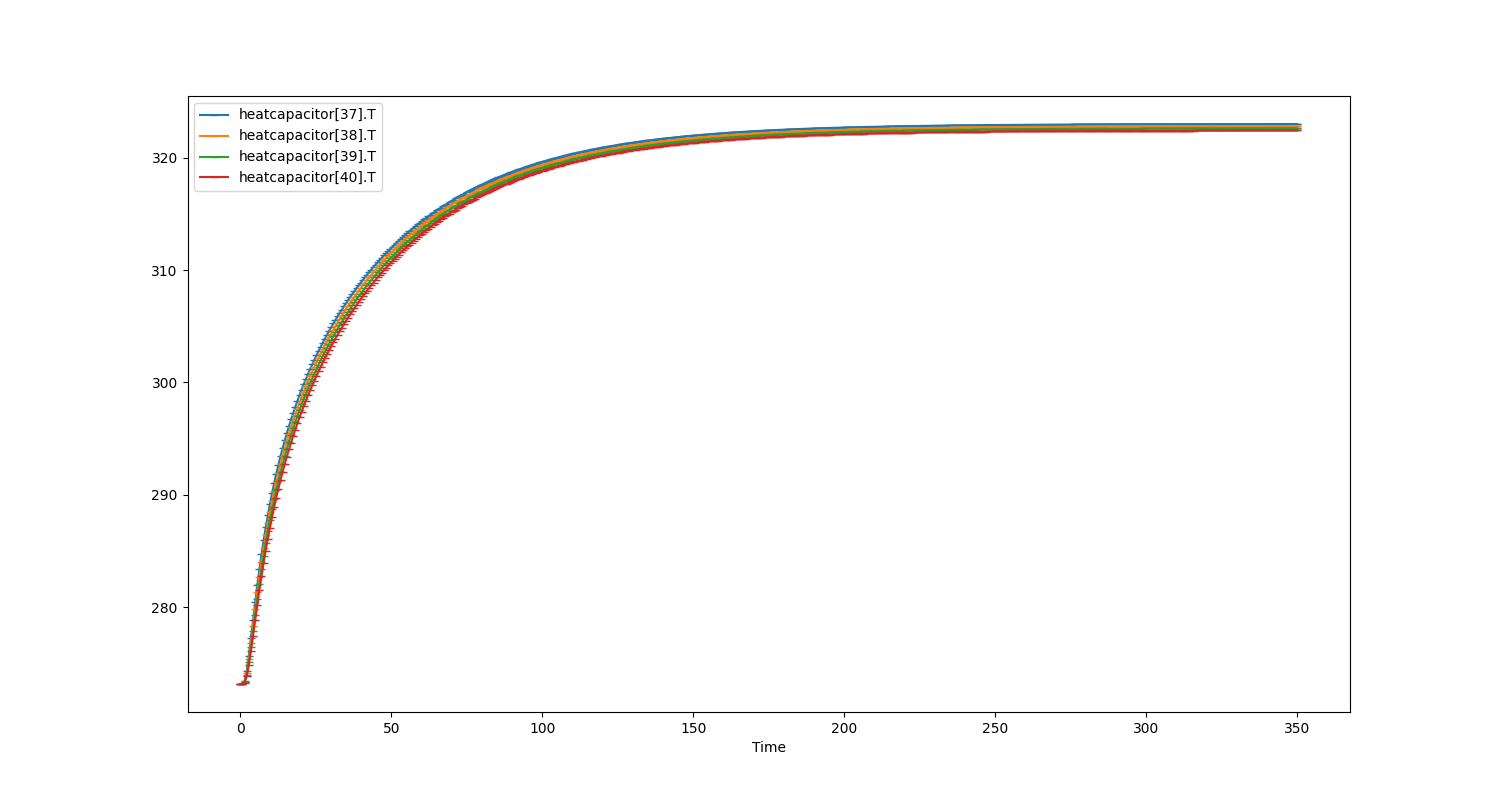 heatcapacitor[37].T
heatcapacitor[38].T
heatcapacitor[39].T
heatcapacitor[40].T
320
310
300
290
280
0 50 100 150 200 250 300 350
Time